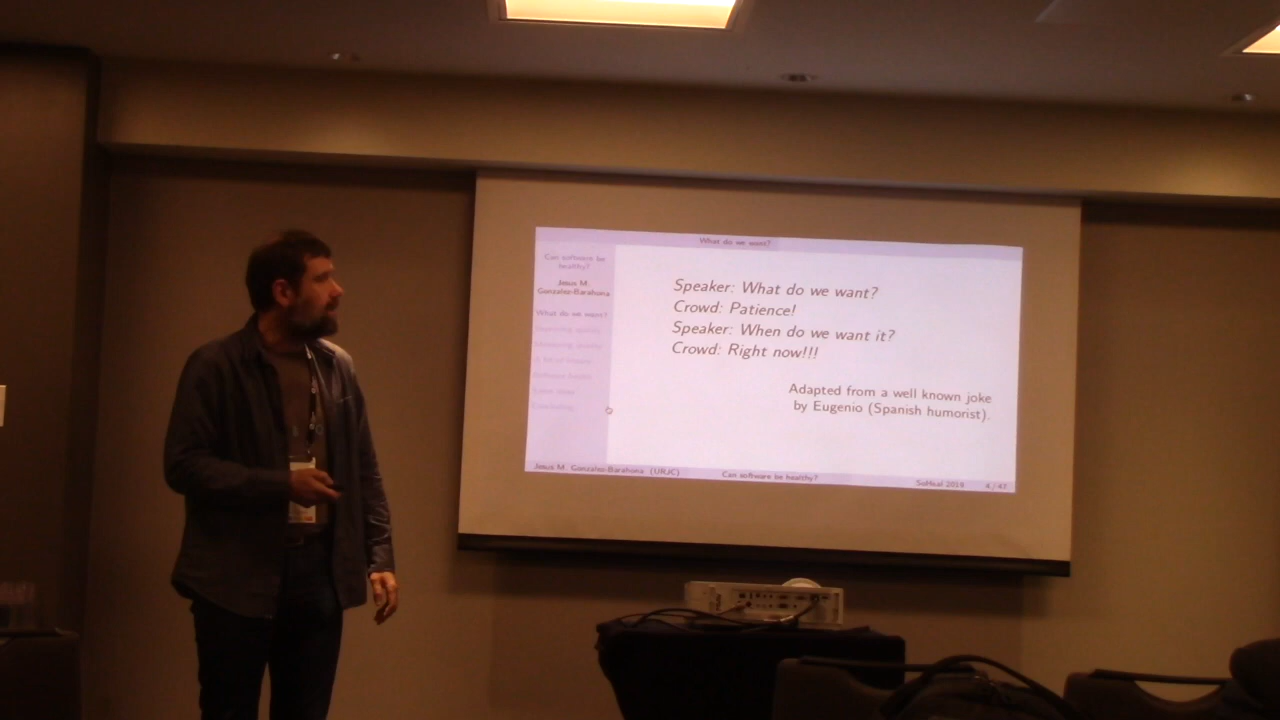 What do we want?
Can software be
healthy?
Jesus M.
Gonzalez-Barahona
What do we want?
Speaker: What do we want?
Crowd: Patience!
Speaker: When do we want it?
Crowd: Right now!!!
Adapted from a well known joke
by Eugenio (Spanish humorist).
Jesus M. Gonzalez-Barahona (URJC)
Can software be healthy?
SoHeal 2019
4 / 41